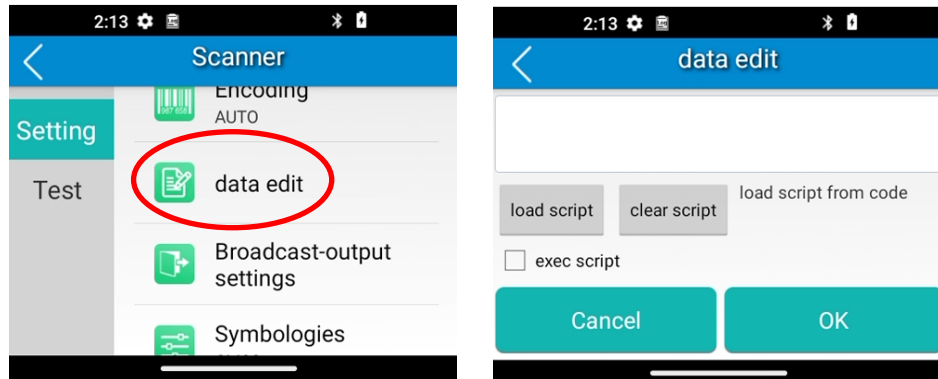 2:13
Scanner
Setting
Test
Encoding
AUTO
data edit
Broadcast-output
settings
Symbologies
2:13
data edit
load script
clear script
load script from code
exec script
Cancel
OK